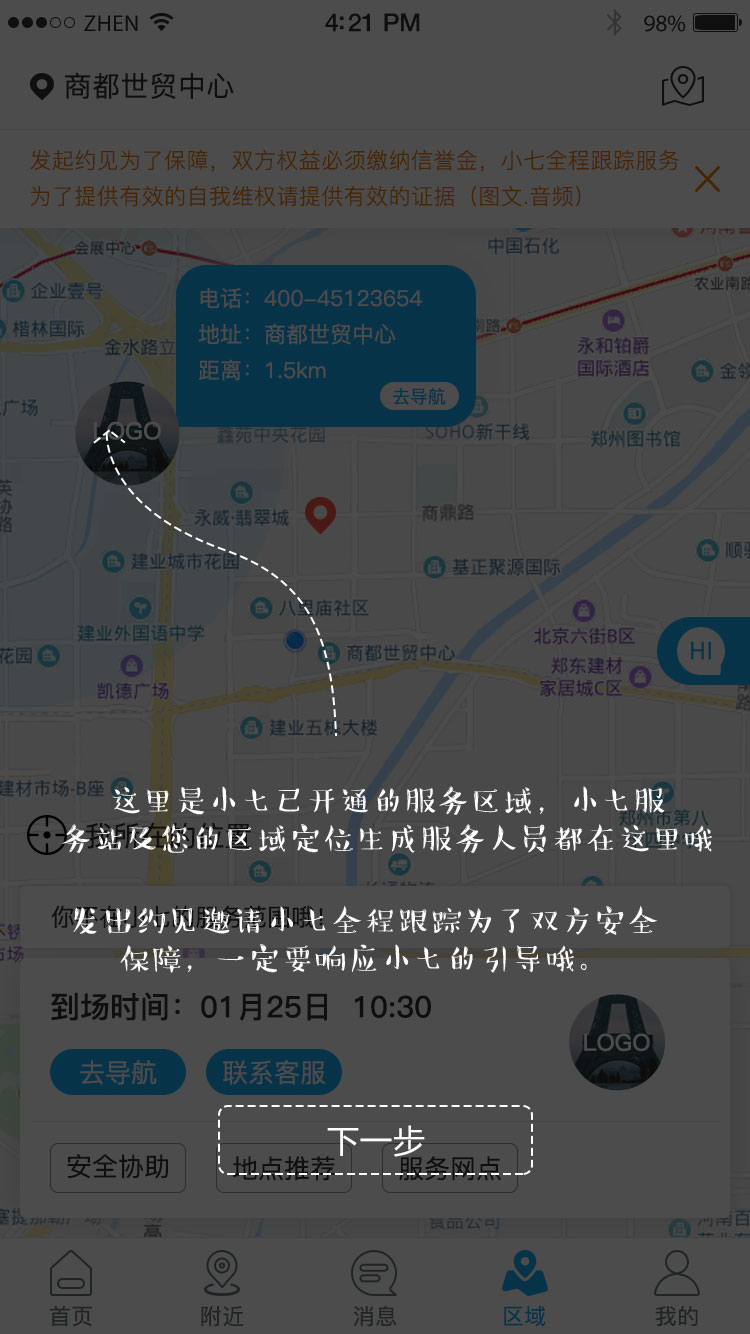 ZHEN 4:21 PM 98%
商都世贸中心
发起约见为了保障，双方权益必须缴纳信誉金，小七全程跟踪服务
为了提供有效的自我维权请提供有效的证据（图文.音频）
会展中心
中国石化
企业壹号
农业南路
楷林国际
电话：400-45123654
地址：商都世贸中心
距离：1.5km
去导航
金水路立
永和铂爵
国际酒店
金领
广场
LOGO
鑫苑中央花园
SOHO新干线
郑州图书馆
永威·翡翠城
商鼎路
建业城市花园
基正聚源国际
顺驰
八里庙社区
建业外国语中学
北京六街B区
花园
商都世贸中心
HI
凯德广场
郑东建材
家居城C区
建业五栋大楼
建材市场-B座
这里是小七已开通的服务区域，小七服
郑州市第八
我所在的位置
务站及您的区域定位生成服务人员都在这里哦
发出约见邀请小七全程跟踪为了双方安全
保障，一定要响应小七的引导哦。
到场时间：01月25日 10:30
LOGO
去导航 联系客服
下一步
安全协助 地点推荐 服务网点
食品公司
首页 附近 消息 区域 我的